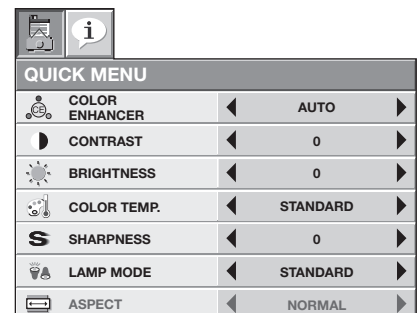 i
QUICK MENU
CE
COLOR
ENHANCER
AUTO
CONTRAST
0
BRIGHTNESS
0
COLOR TEMP.
STANDARD
S
SHARPNESS
0
LAMP MODE
STANDARD
ASPECT
NORMAL